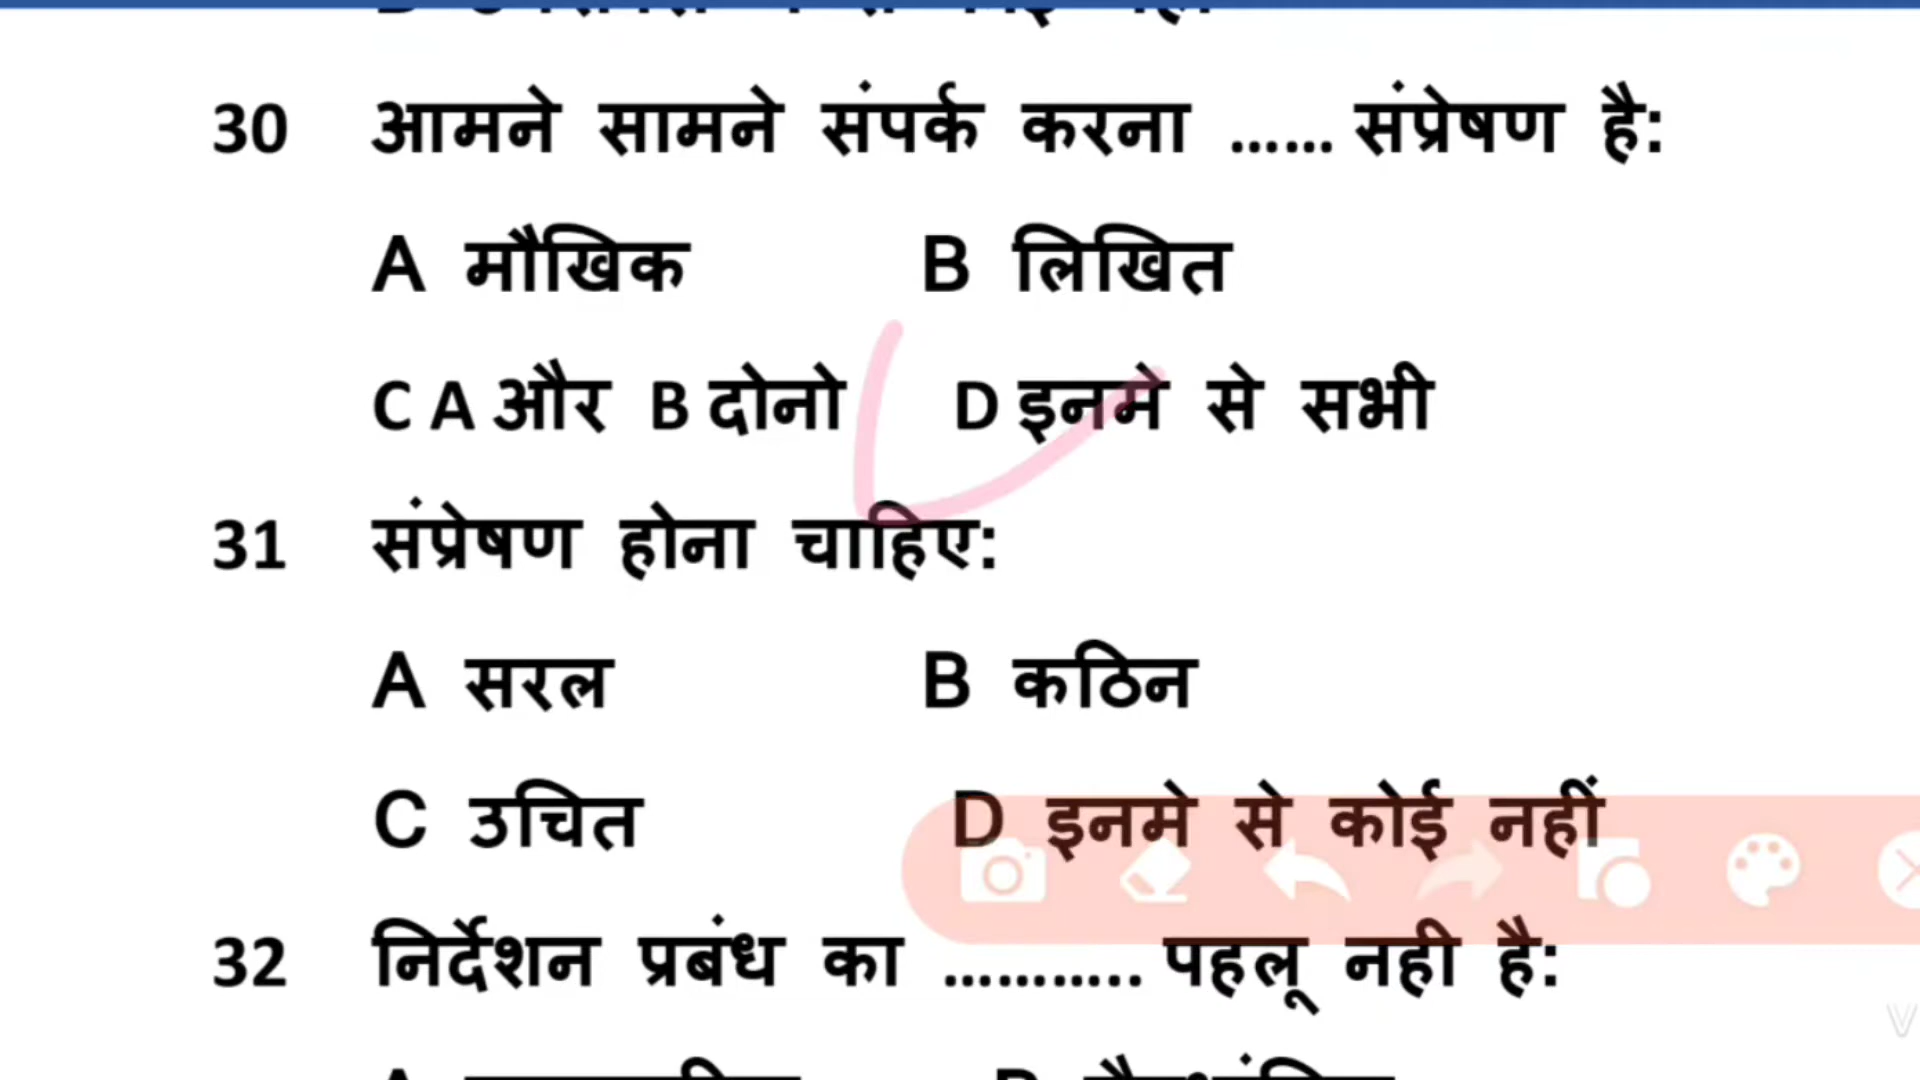 30 आमने सामने संपर्क करना ...... संप्रेषण है:
A मौखिक B लिखित
C A और B दोनो D इनमे से सभी
31 संप्रेषण होना चाहिए:
A सरल B कठिन
C उचित D इनमे से कोई नहीं
32 निर्देशन प्रबंध का ........... पहलू नही है: